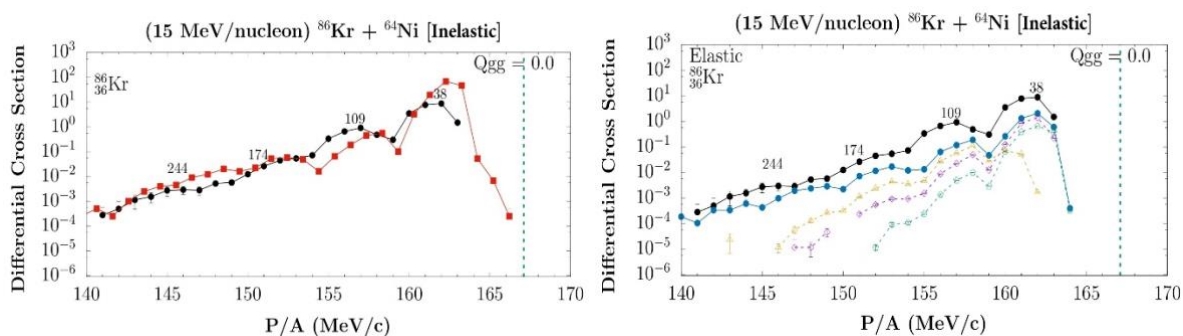 (15 MeV/nucleon) ⁸⁶Kr + ⁶⁴Ni [Inelastic]
Differential Cross Section
10³
10²
10¹
10⁰
10⁻¹
10⁻²
10⁻³
10⁻⁴
10⁻⁵
10⁻⁶
Qgg = 0.0
⁸⁶₃₆Kr
38
109
174
244
140 145 150 155 160 165 170
P/A (MeV/c)
(15 MeV/nucleon) ⁸⁶Kr + ⁶⁴Ni [Inelastic]
Differential Cross Section
10³
10²
10¹
10⁰
10⁻¹
10⁻²
10⁻³
10⁻⁴
10⁻⁵
10⁻⁶
Elastic
Qgg = 0.0
⁸⁶₃₆Kr
38
109
174
244
140 145 150 155 160 165 170
P/A (MeV/c)